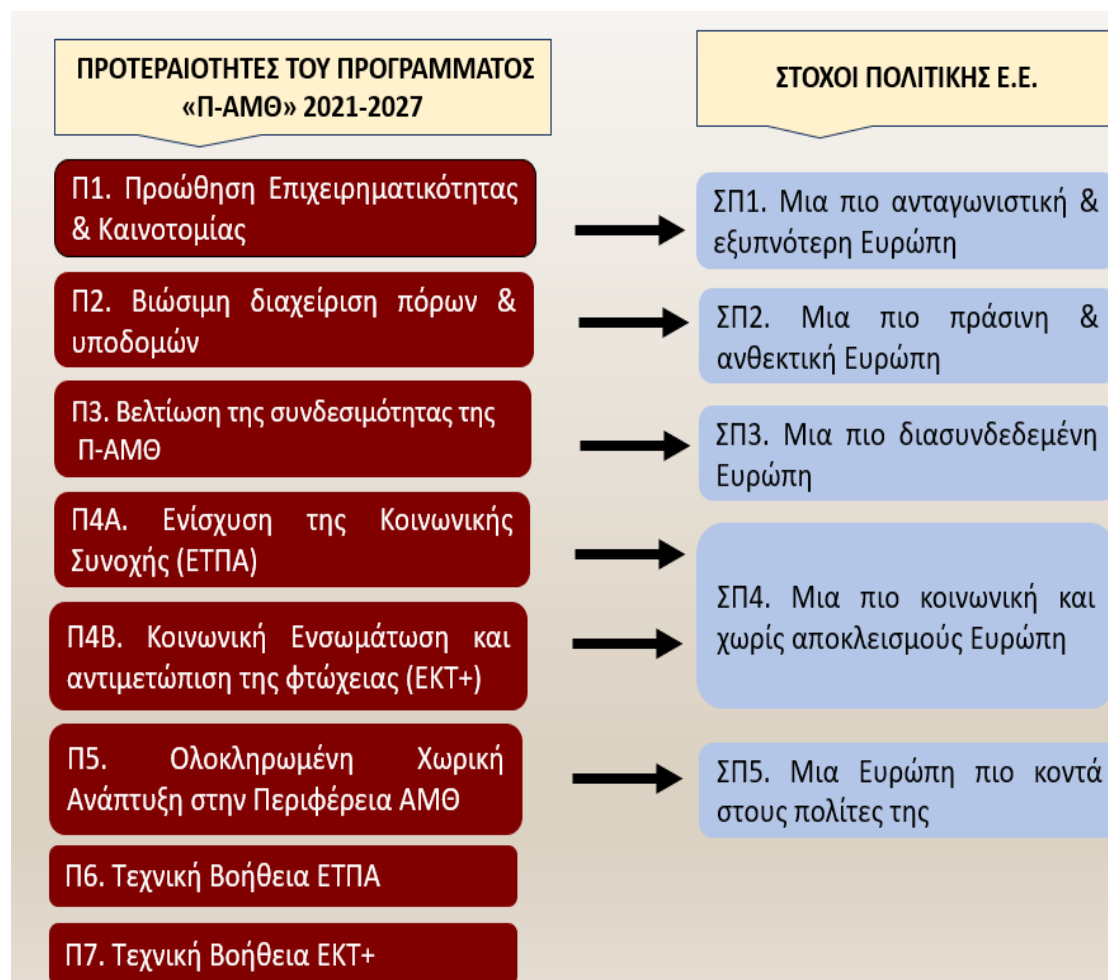 ΠΡΟΤΕΡΑΙΟΤΗΤΕΣ ΤΟΥ ΠΡΟΓΡΑΜΜΑΤΟΣ
«Π-ΑΜΘ» 2021-2027
Π1. Προώθηση Επιχειρηματικότητας
& Καινοτομίας
Π2. Βιώσιμη διαχείριση πόρων &
υποδομών
Π3. Βελτίωση της συνδεσιμότητας της
Π-ΑΜΘ
Π4Α. Ενίσχυση της Κοινωνικής
Συνοχής (ΕΤΠΑ)
Π4Β. Κοινωνική Ενσωμάτωση και
αντιμετώπιση της φτώχειας (ΕΚΤ+)
Π5. Ολοκληρωμένη Χωρική
Ανάπτυξη στην Περιφέρεια ΑΜΘ
Π6. Τεχνική Βοήθεια ΕΤΠΑ
Π7. Τεχνική Βοήθεια ΕΚΤ+
ΣΤΟΧΟΙ ΠΟΛΙΤΙΚΗΣ Ε.Ε.
ΣΠ1. Μια πιο ανταγωνιστική &
εξυπνότερη Ευρώπη
ΣΠ2. Μια πιο πράσινη &
ανθεκτική Ευρώπη
ΣΠ3. Μια πιο διασυνδεδεμένη
Ευρώπη
ΣΠ4. Μια πιο κοινωνική και
χωρίς αποκλεισμούς Ευρώπη
ΣΠ5. Μια Ευρώπη πιο κοντά
στους πολίτες της